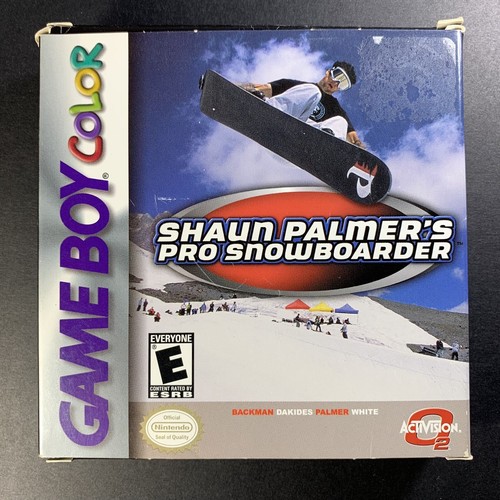 GAME BOY COLOR
SHAUN PALMER'S
PRO SNOWBOARDER
TM
P
EVERYONE
E
®
CONTENT RATED BY
ESRB
Official
Nintendo
Seal of Quality
BACKMAN DAKIDES PALMER WHITE
ACTIVISION.
O2